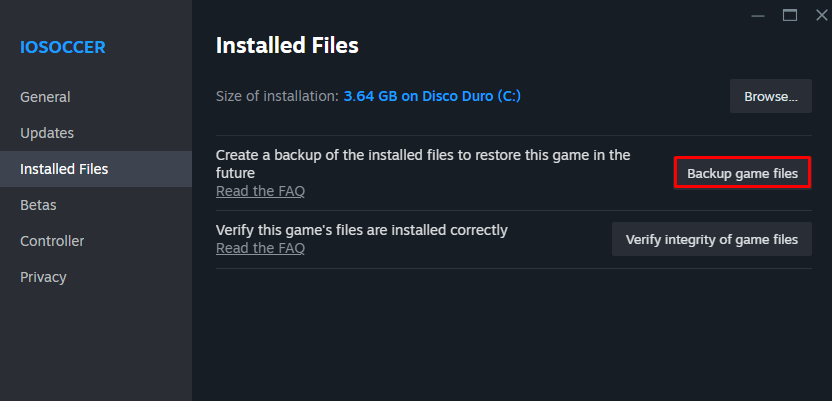 IOSOCCER
General
Updates
Installed Files
Betas
Controller
Privacy
Installed Files
Size of installation: 3.64 GB on Disco Duro (C:)
Browse...
Create a backup of the installed files to restore this game in the
future
Read the FAQ
Backup game files
Verify this game's files are installed correctly
Read the FAQ
Verify integrity of game files